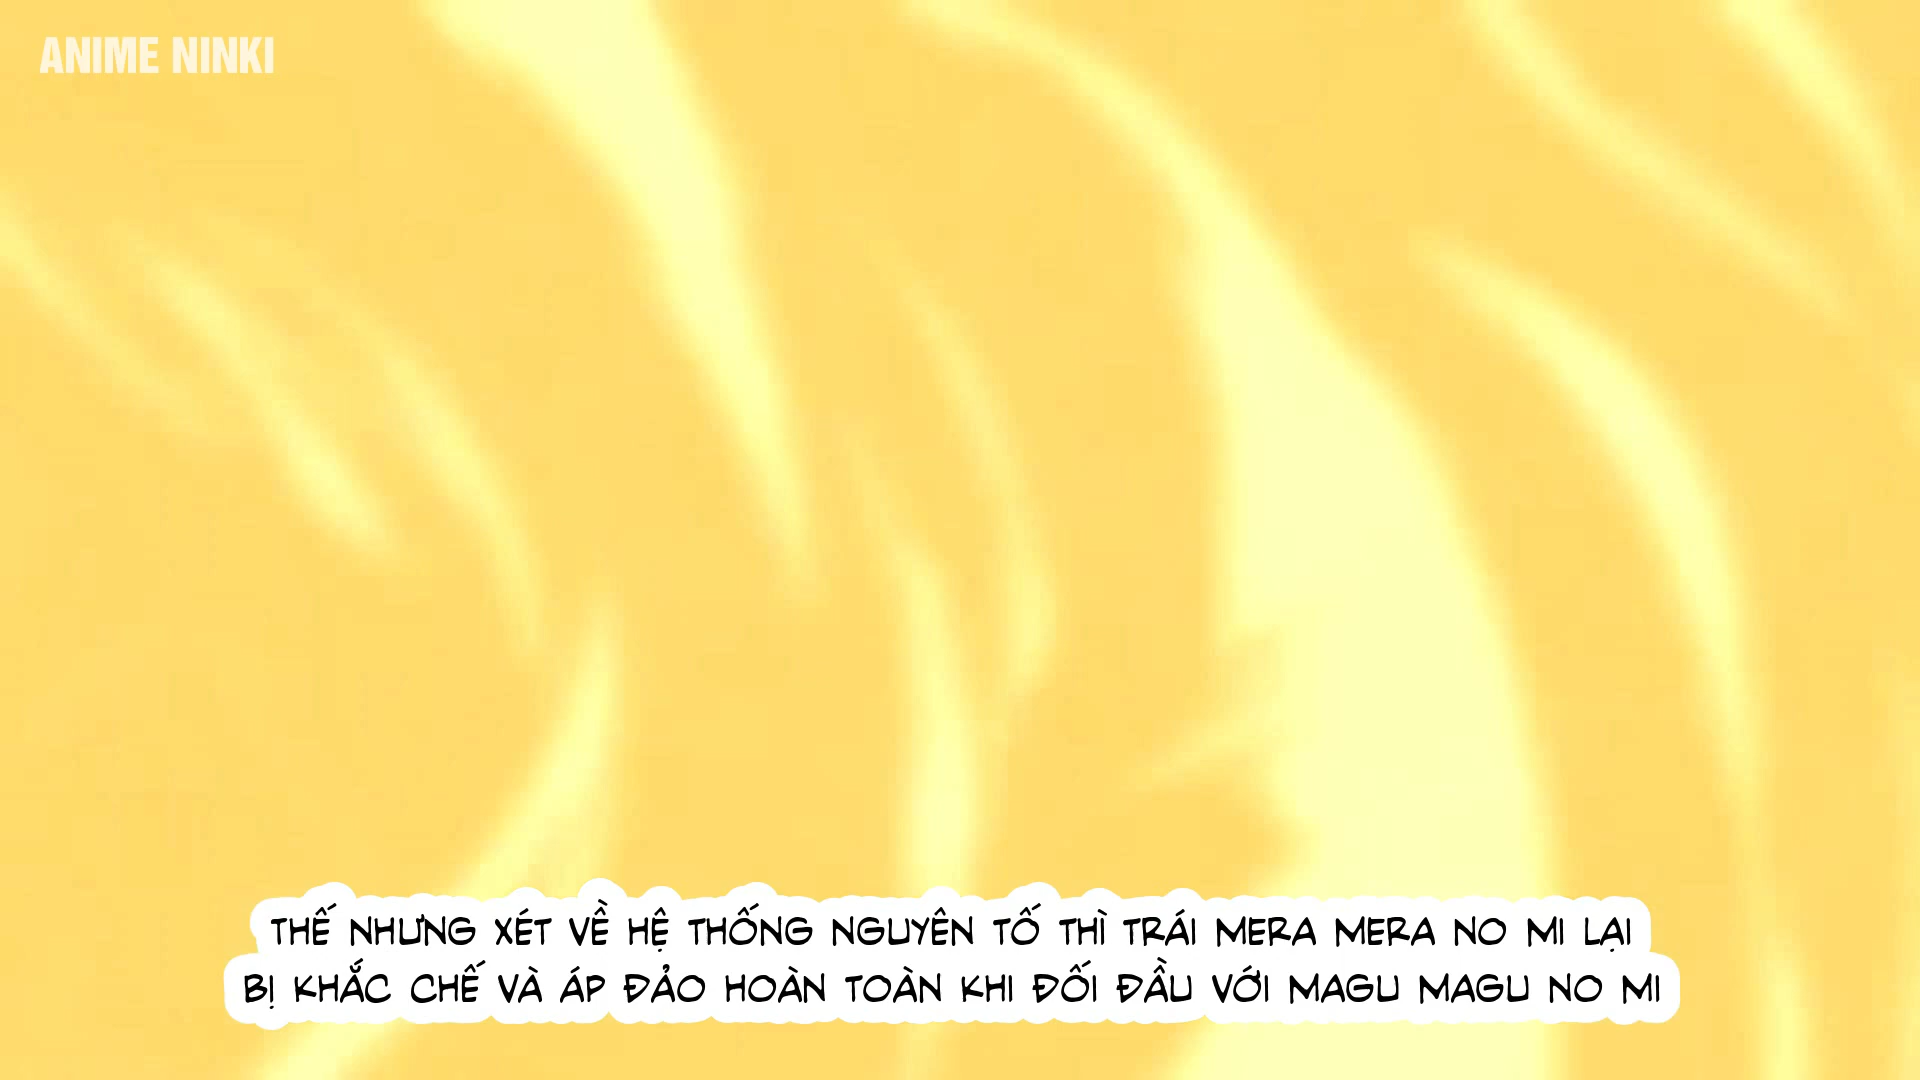 ANIME NINKI
THẾ NHƯNG XÉT VỀ HỆ THỐNG NGUYÊN TỐ THÌ TRÁI MERA MERA NO MI LẠI
BỊ KHẮC CHẾ VÀ ÁP ĐẢO HOÀN TOÀN KHI ĐỐI ĐẦU VỚI MAGU MAGU NO MI